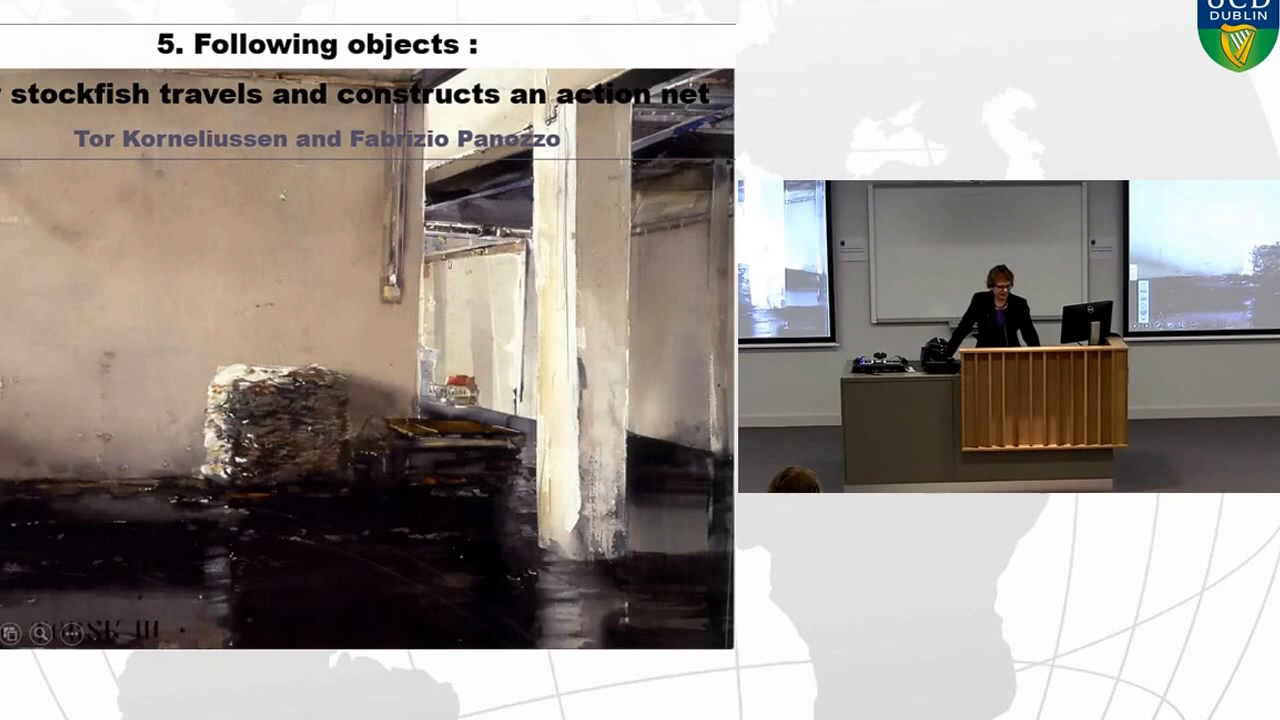 5. Following objects :
stockfish travels and constructs an action net
Tor Korneliussen and Fabrizio Panozzo
UCD
DUBLIN